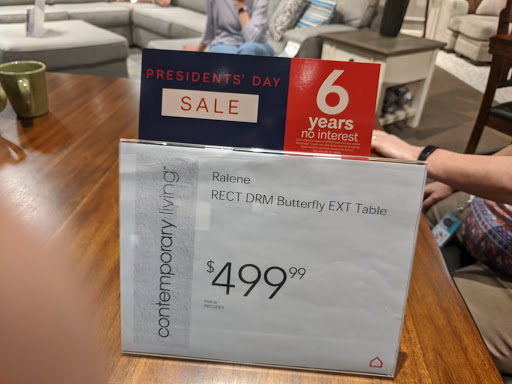 PRESIDENTS' DAY
SALE
6
years
no interest
contemporary living
Ralene
RECT DRM Butterfly EXT Table
$499.99